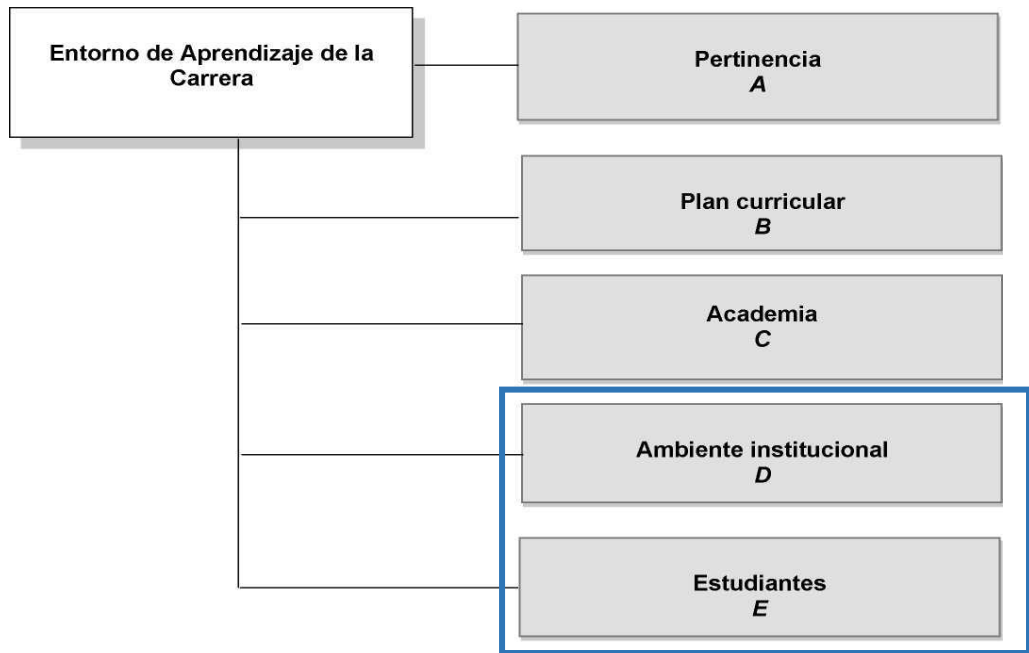 Entorno de Aprendizaje de la
Carrera
Pertinencia
A
Plan curricular
B
Academia
C
Ambiente institucional
D
Estudiantes
E